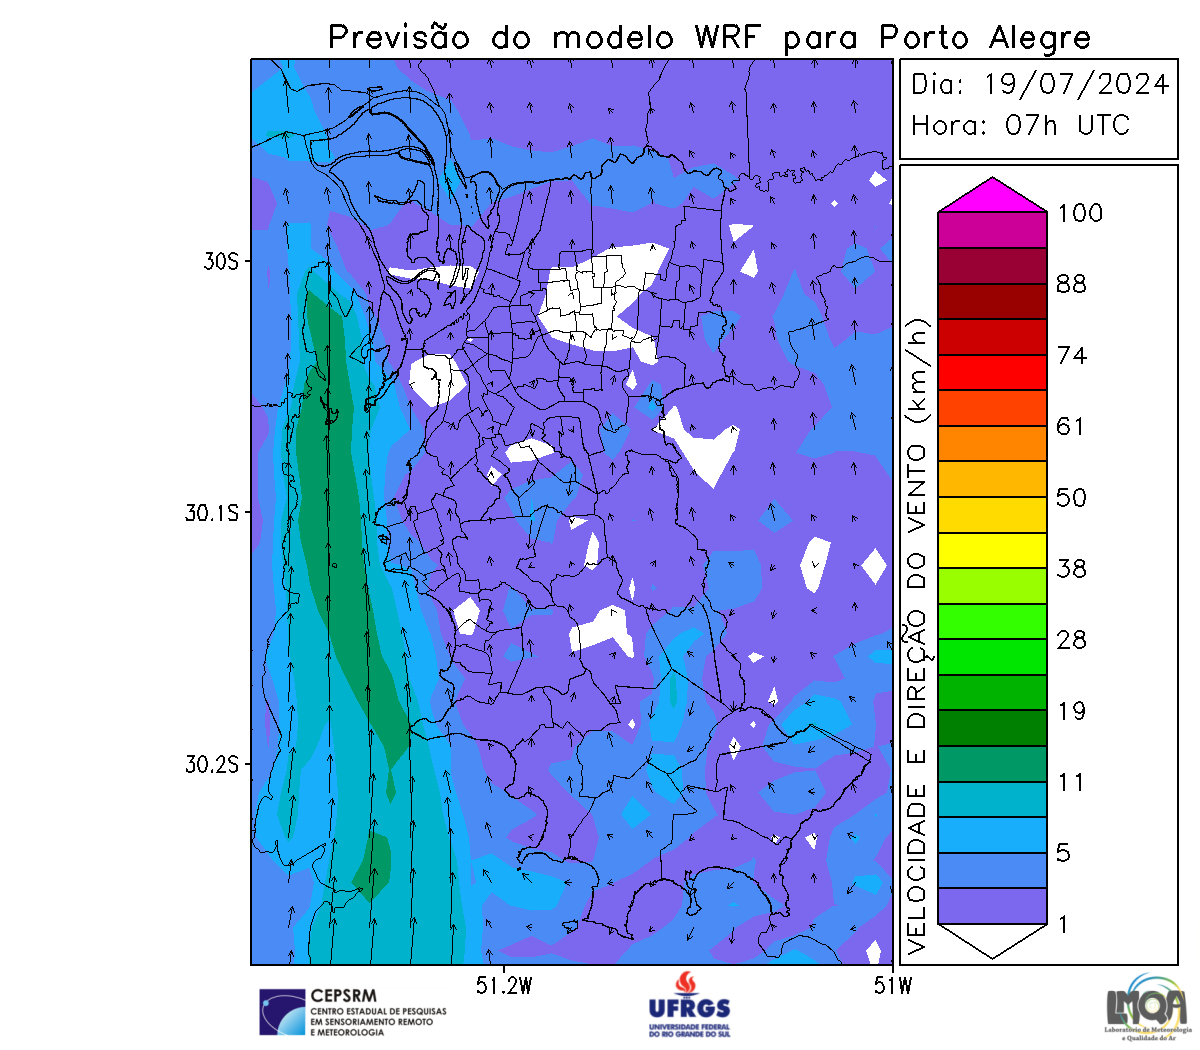 Previsão do modelo WRF para Porto Alegre
Dia: 19/07/2024
Hora: 07h UTC
100
88
74
61
50
38
28
19
11
5
1
VELOCIDADE E DIREÇÃO DO VENTO (km/h)
30S
30.1S
30.2S
51.2W
51W
CEPSRM
CENTRO ESTADUAL DE PESQUISAS
EM SENSORIAMENTO REMOTO
E METEOROLOGIA
UFRGS
UNIVERSIDADE FEDERAL
DO RIO GRANDE DO SUL
LMQA
Laboratório de Meteorologia
e Qualidade do Ar